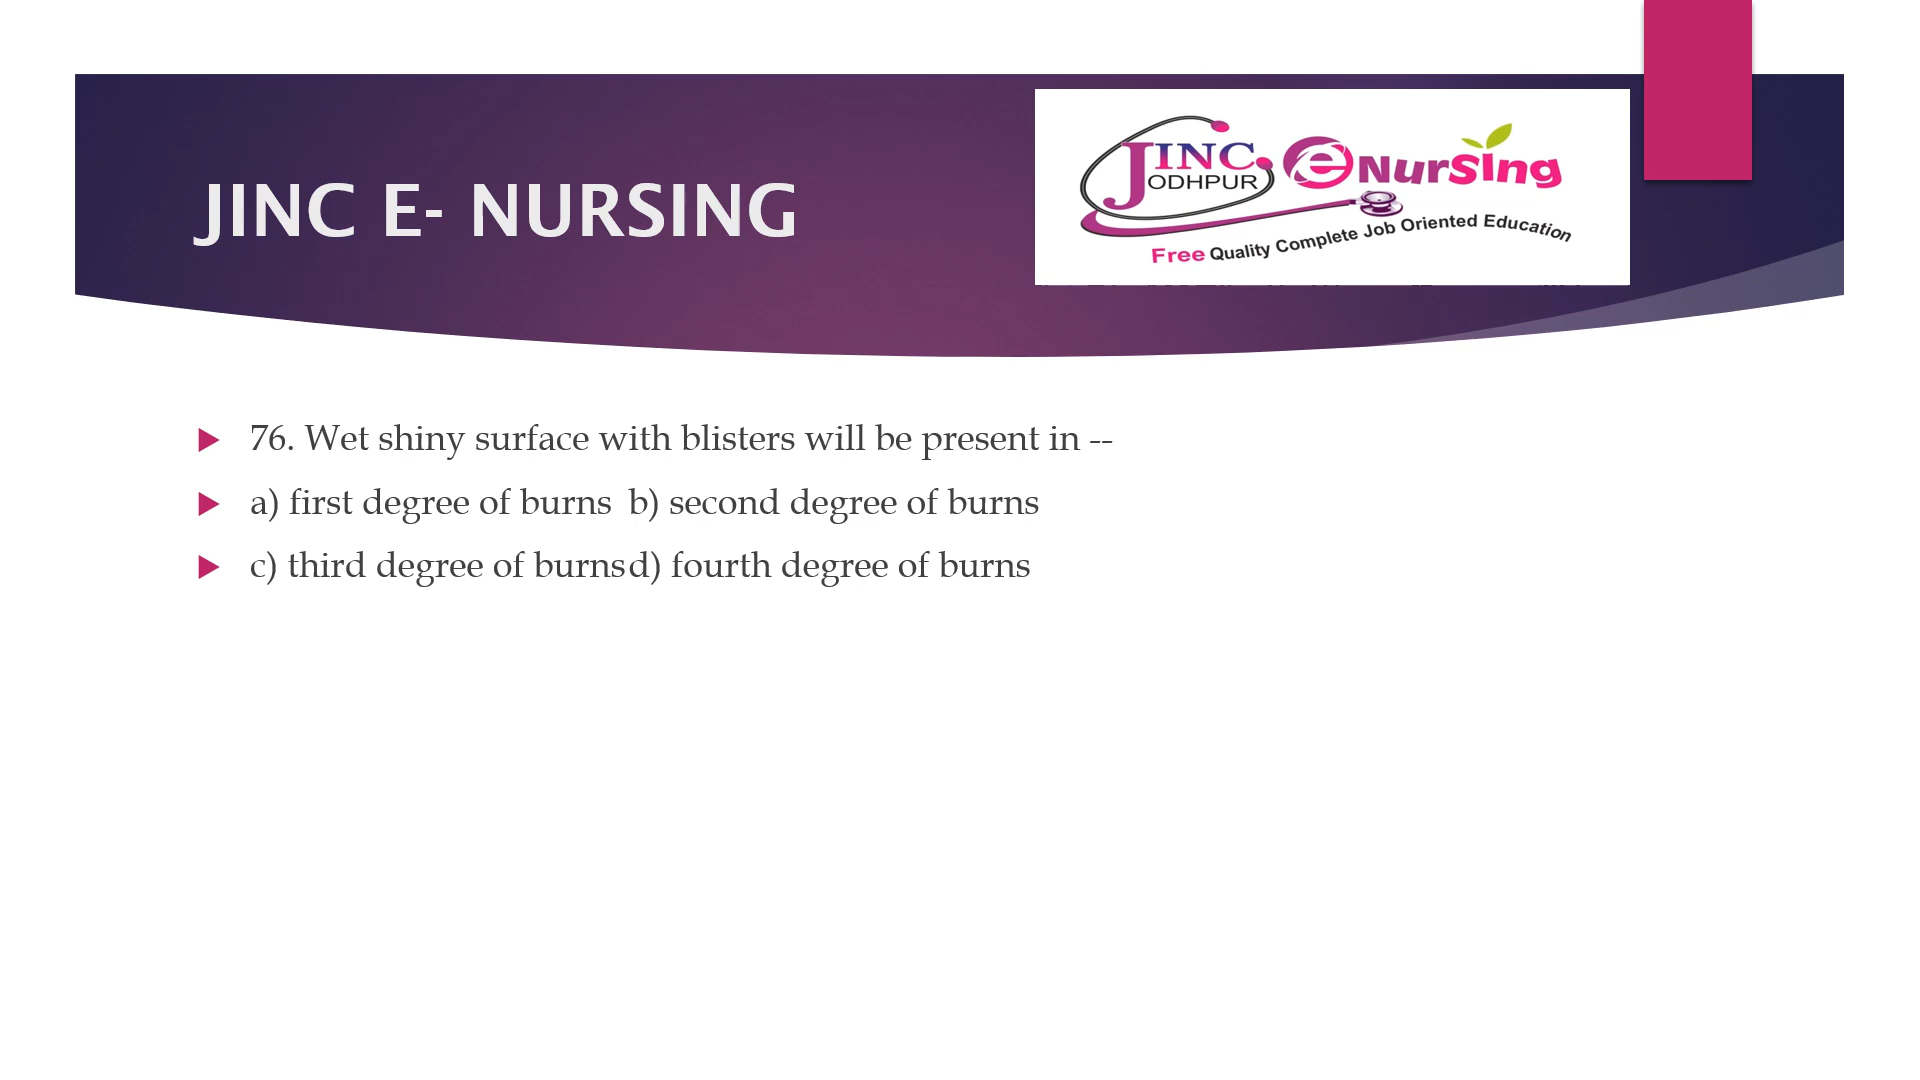 JINC E- NURSING
JINC
ODHPUR
eNursing
Free Quality Complete Job Oriented Education
76. Wet shiny surface with blisters will be present in --
a) first degree of burns b) second degree of burns
c) third degree of burns d) fourth degree of burns